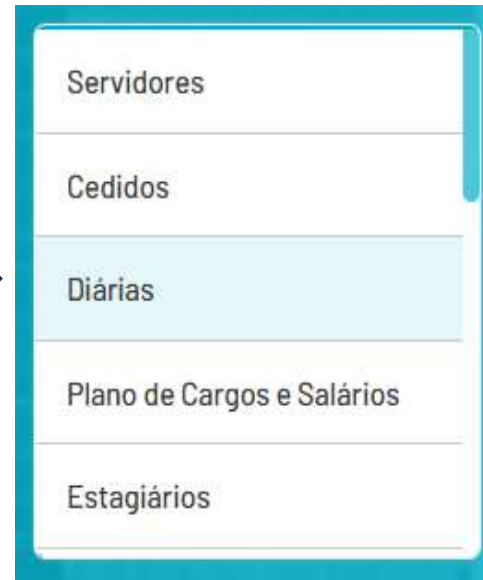 Servidores
Cedidos
Diárias
Plano de Cargos e Salários
Estagiários